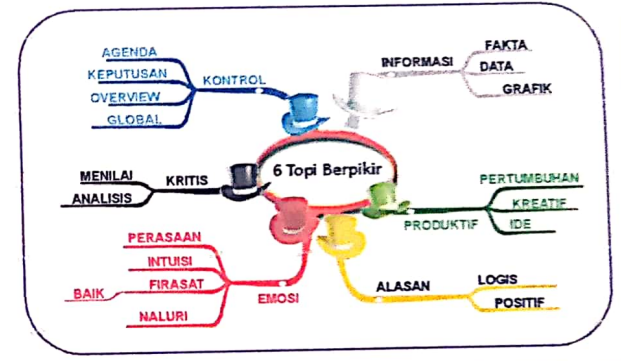 6 Topi Berpikir
KONTROL
AGENDA
KEPUTUSAN
OVERVIEW
GLOBAL
INFORMASI
FAKTA
DATA
GRAFIK
KRITIS
MENILAI
ANALISIS
PRODUKTIF
PERTUMBUHAN
KREATIF
IDE
EMOSI
PERASAAN
INTUISI
FIRASAT
BAIK
NALURI
ALASAN
LOGIS
POSITIF